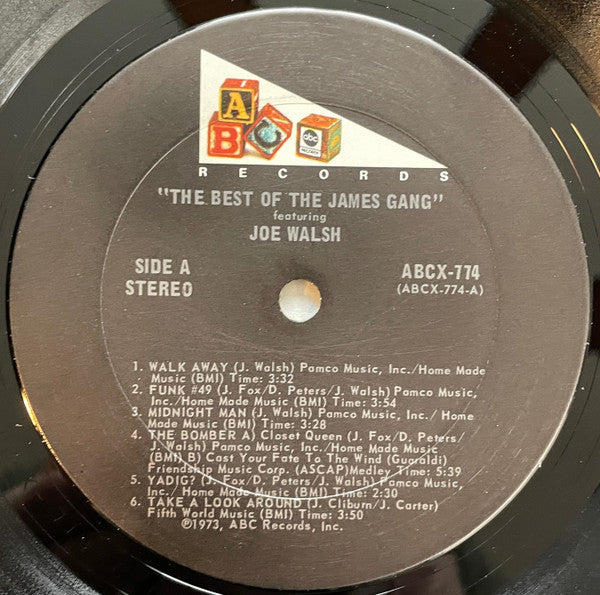 A
B
C
abc
RECORDS
RECORDS
"THE BEST OF THE JAMES GANG"
featuring
JOE WALSH
SIDE A
STEREO
ABCX-774
(ABCX-774-A)
1. WALK AWAY (J. Walsh) Pamco Music, Inc./Home Made
Music (BMI) Time: 3:32
2. FUNK #49 (J. Fox/D. Peters/J. Walsh) Pamco Music,
Inc./Home Made Music (BMI) Time: 3:54
3. MIDNIGHT MAN (J. Walsh) Pamco Music, Inc./ Home
Made Music (BMI) Time: 3:28
4. THE BOMBER A) Closet Queen (J. Fox/D. Peters/
J. Walsh) Pamco Music, Inc./Home Made Music
(BMI) B) Cast Your Fate To The Wind (Guaraldi)
Friendship Music Corp. (ASCAP)Medley Time: 5:39
5. YADIG? (J. Fox/D. Peters/J. Walsh) Pamco Music,
Inc./ Home Made Music (BMI) Time: 2:30
6. TAKE A LOOK AROUND (J. Cliburn/J. Carter)
Fifth World Music (BMI) Time: 3:50
℗1973, ABC Records, Inc.